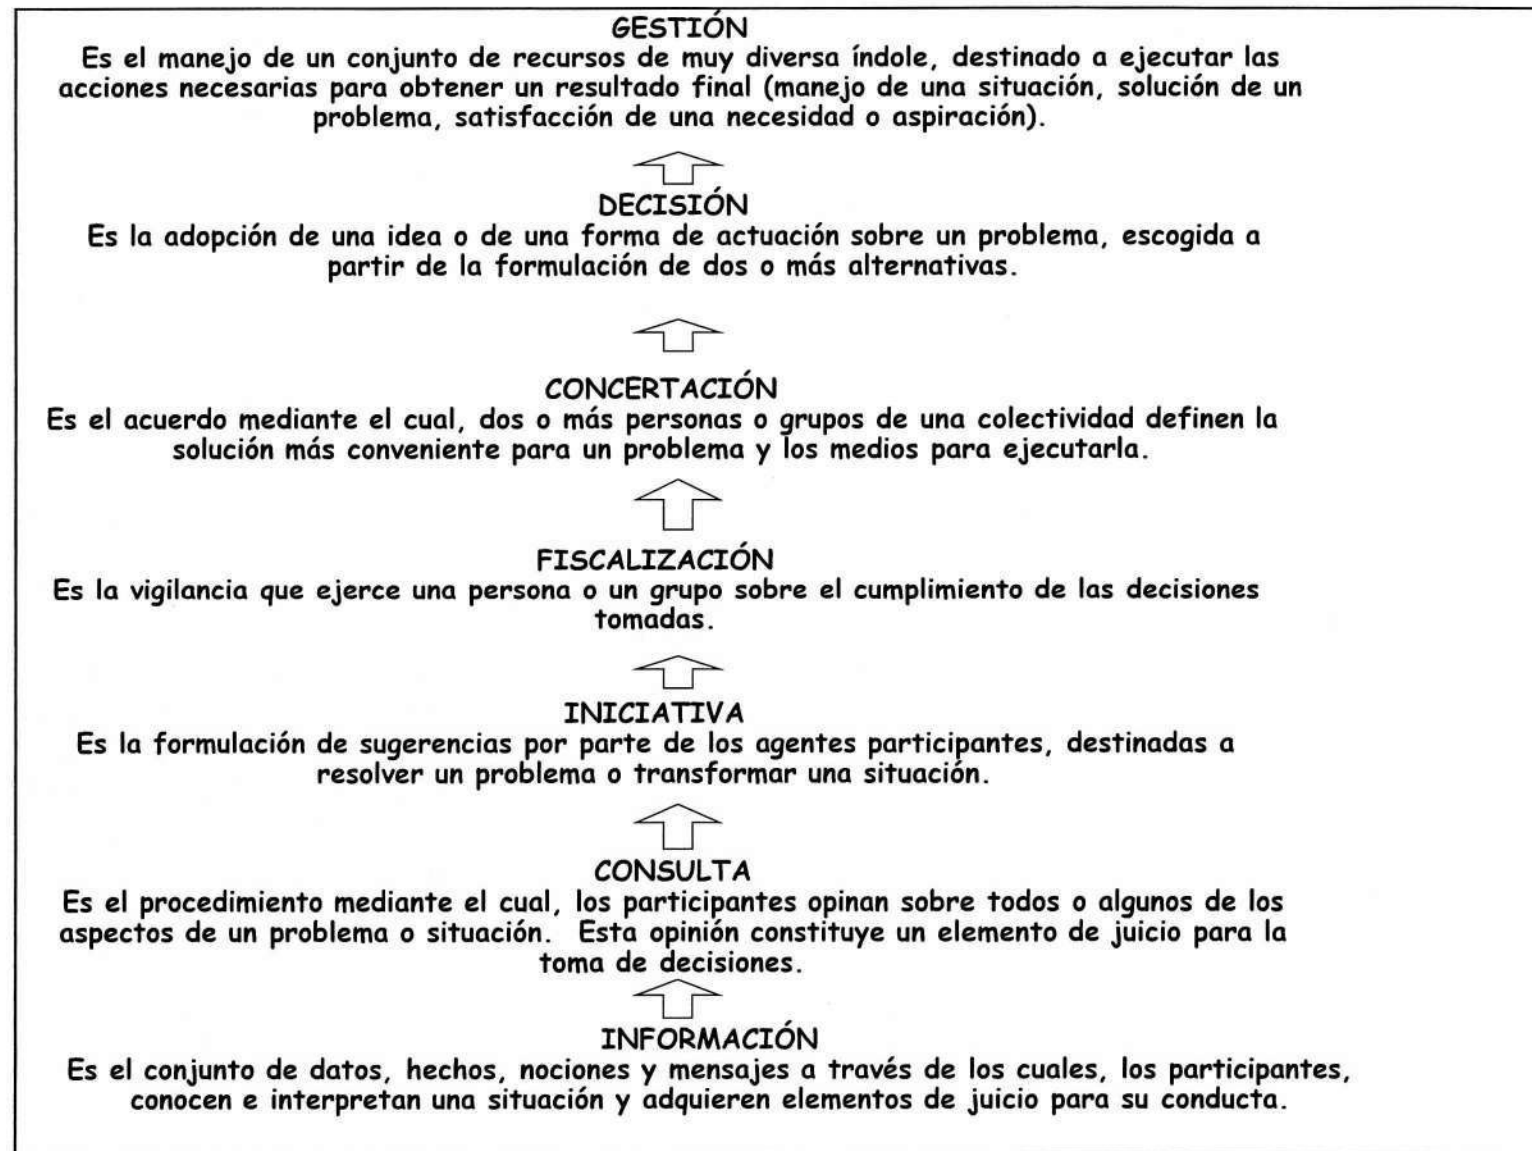 GESTIÓN
Es el manejo de un conjunto de recursos de muy diversa índole, destinado a ejecutar las
acciones necesarias para obtener un resultado final (manejo de una situación, solución de un
problema, satisfacción de una necesidad o aspiración).
DECISIÓN
Es la adopción de una idea o de una forma de actuación sobre un problema, escogida a
partir de la formulación de dos o más alternativas.
CONCERTACIÓN
Es el acuerdo mediante el cual, dos o más personas o grupos de una colectividad definen la
solución más conveniente para un problema y los medios para ejecutarla.
FISCALIZACIÓN
Es la vigilancia que ejerce una persona o un grupo sobre el cumplimiento de las decisiones
tomadas.
INICIATIVA
Es la formulación de sugerencias por parte de los agentes participantes, destinadas a
resolver un problema o transformar una situación.
CONSULTA
Es el procedimiento mediante el cual, los participantes opinan sobre todos o algunos de los
aspectos de un problema o situación. Esta opinión constituye un elemento de juicio para la
toma de decisiones.
INFORMACIÓN
Es el conjunto de datos, hechos, nociones y mensajes a través de los cuales, los participantes,
conocen e interpretan una situación y adquieren elementos de juicio para su conducta.